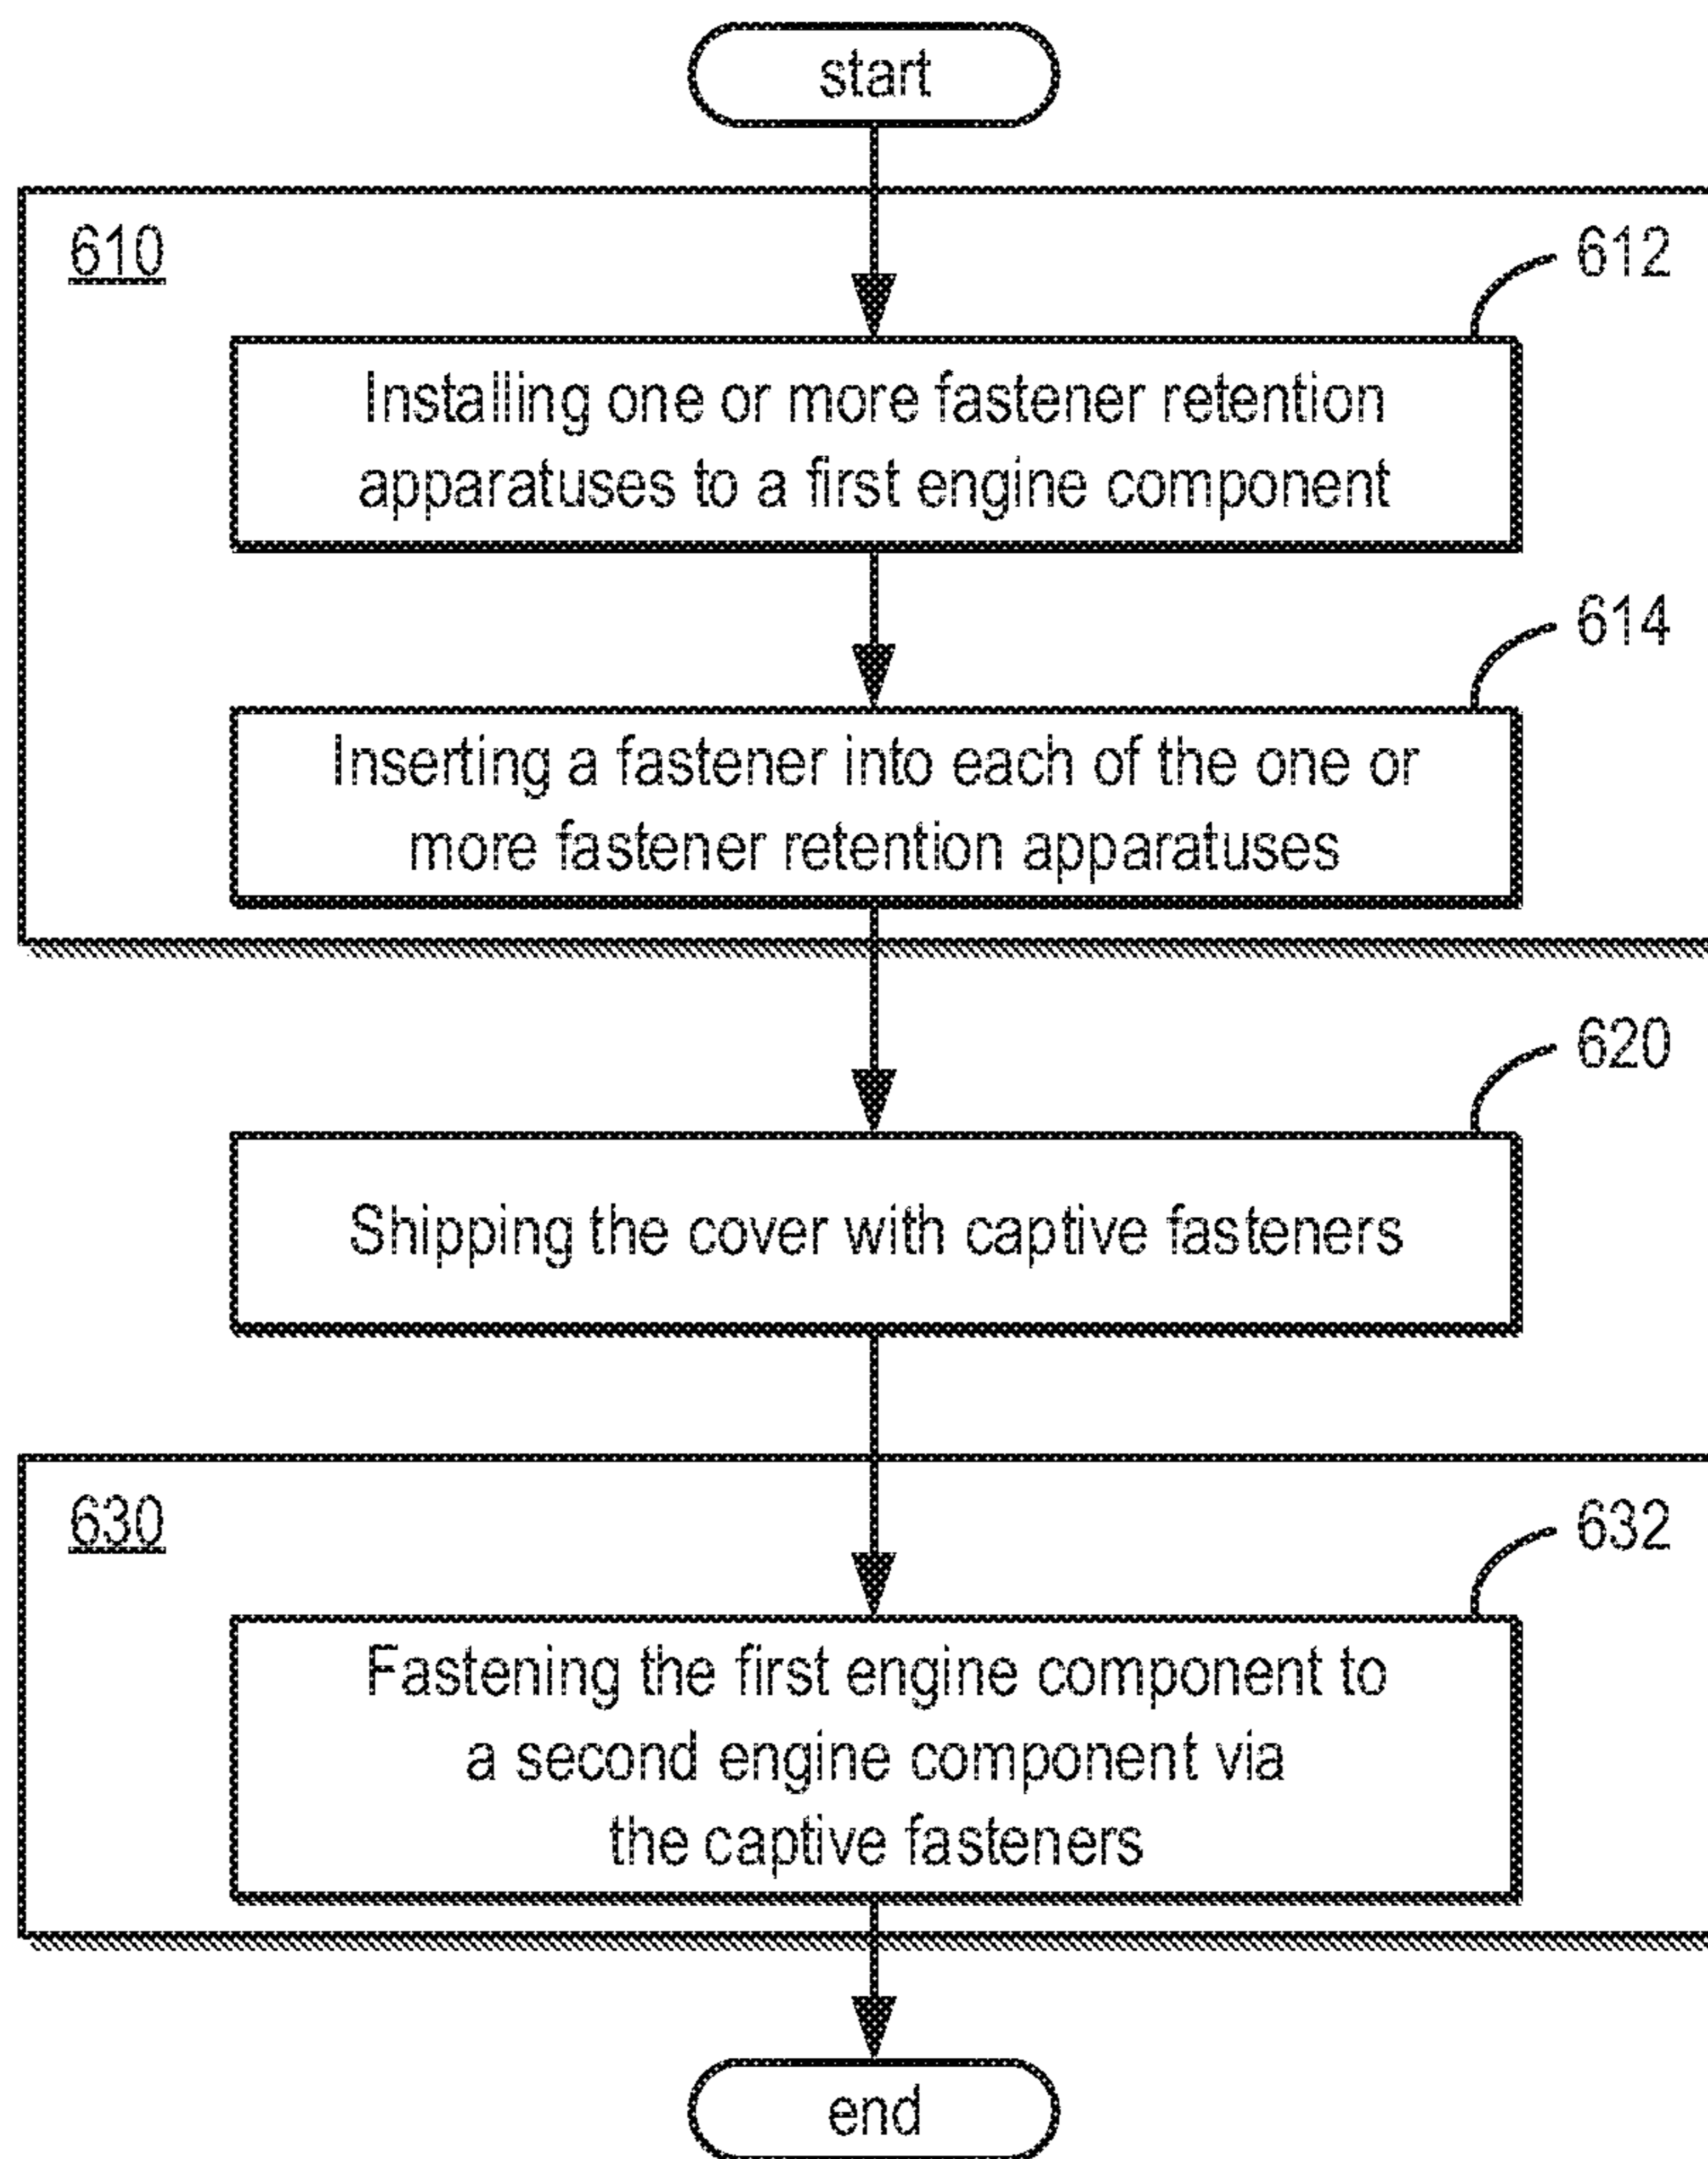 start
610
612
Installing one or more fastener retention
apparatuses to a first engine component
614
Inserting a fastener into each of the one or
more fastener retention apparatuses
620
Shipping the cover with captive fasteners
630
632
Fastening the first engine component to
a second engine component via
the captive fasteners
end